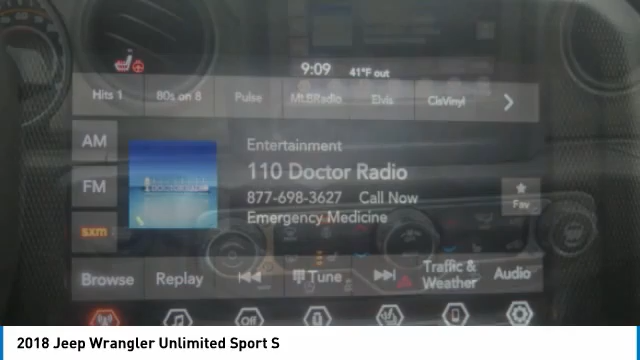 9:09 41°F out
Hits 1 80s on 8 Pulse MLBRadio Elvis ClsVinyl
AM
Entertainment
110 Doctor Radio
FM
877-698-3627 Call Now
Fav
sxm
Emergency Medicine
Browse Replay Tune Traffic & Weather Audio
Off
2018 Jeep Wrangler Unlimited Sport S